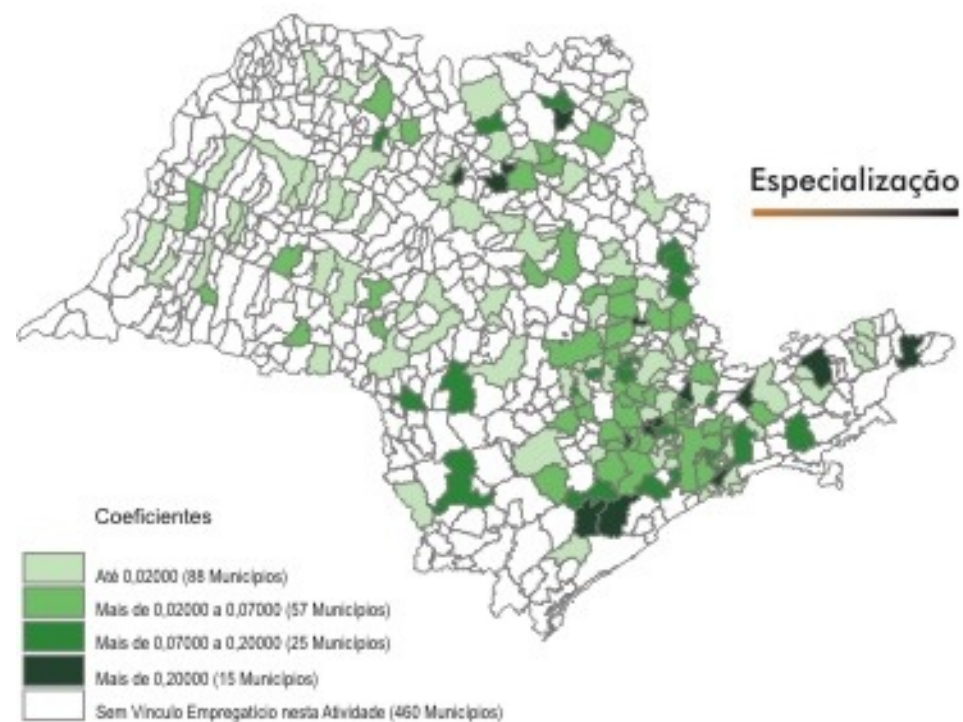 Especialização
Coeficientes
Até 0,02000 (88 Municípios)
Mais de 0,02000 a 0,07000 (57 Municípios)
Mais de 0,07000 a 0,20000 (25 Municípios)
Mais de 0,20000 (15 Municípios)
Sem Vínculo Empregatício nesta Atividade (460 Municípios)